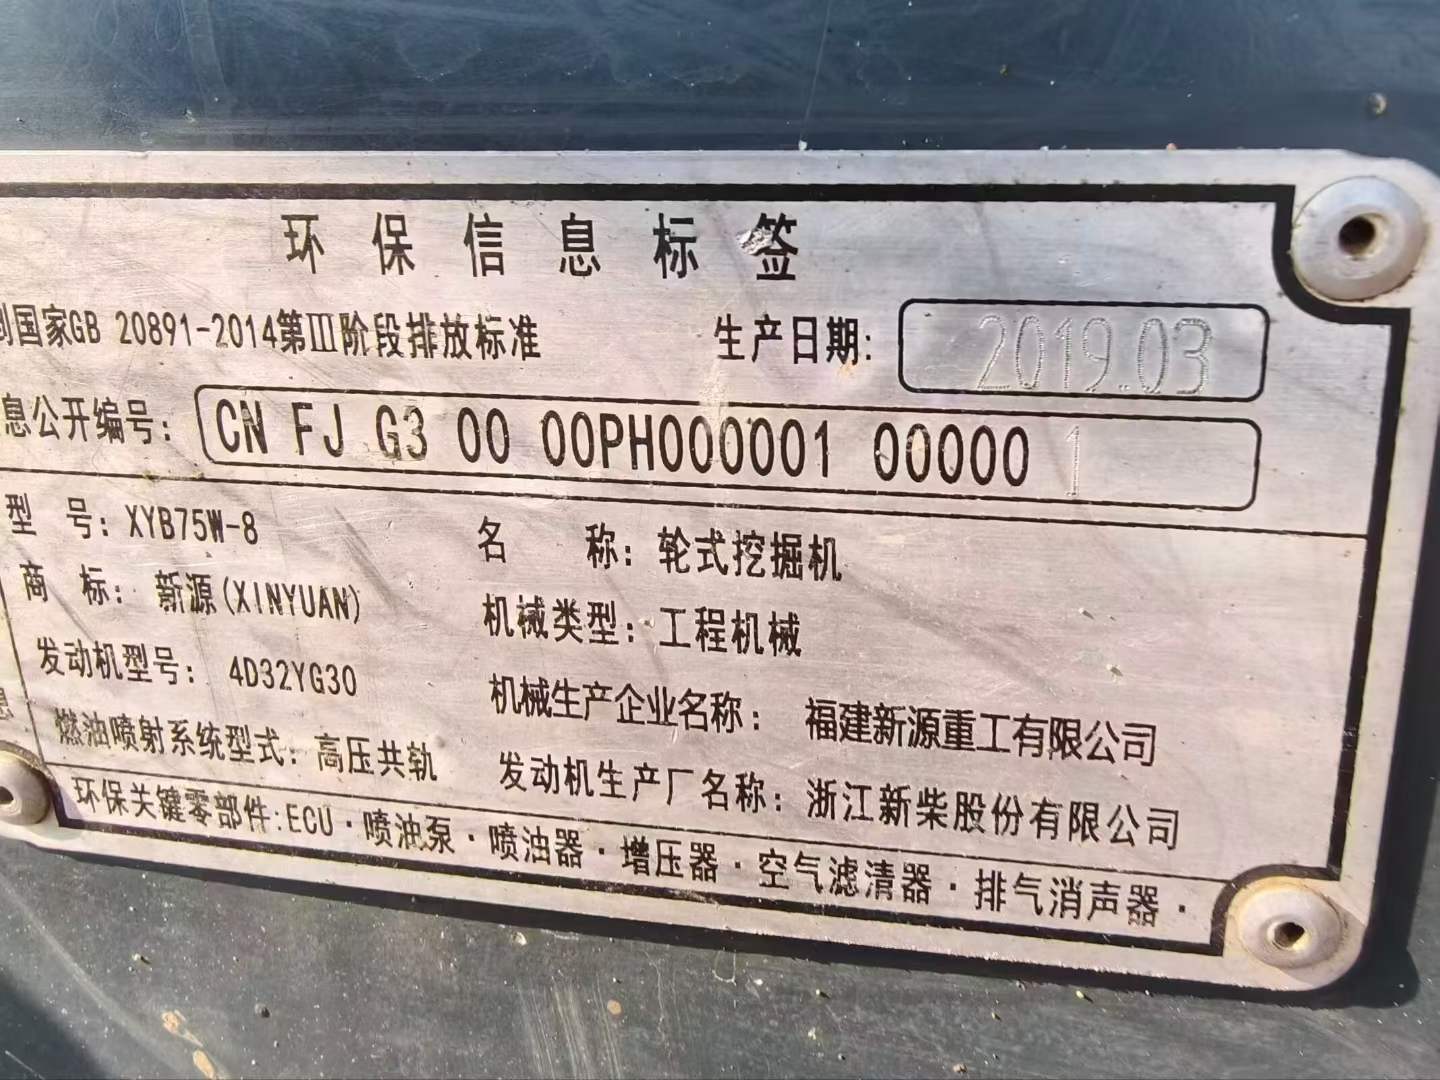 环保信息标签
到国家GB 20891-2014第Ⅲ阶段排放标准 生产日期: 2019.03
息公开编号: CN FJ G3 00 00PH000001 000001
型 号: XYB75W-8 名 称: 轮式挖掘机
商 标: 新源(XINYUAN) 机械类型: 工程机械
发动机型号: 4D32YG30 机械生产企业名称: 福建新源重工有限公司
燃油喷射系统型式: 高压共轨 发动机生产厂名称: 浙江新柴股份有限公司
环保关键零部件:ECU·喷油泵·喷油器·增压器·空气滤清器·排气消声器·